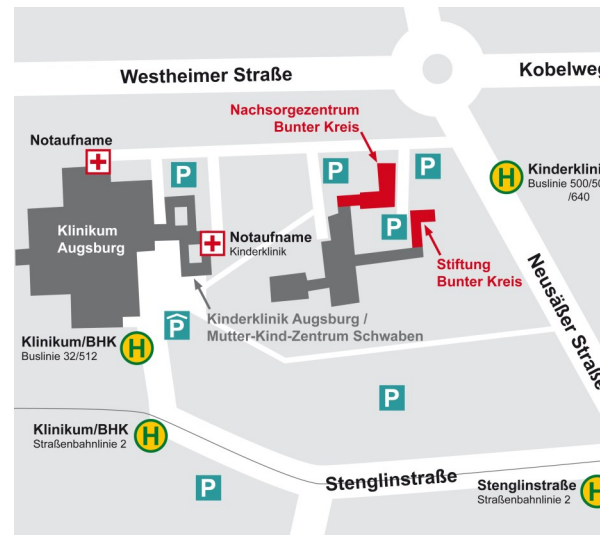 Westheimer Straße
Kobelweg
Nachsorgezentrum
Bunter Kreis
Notaufname
P
P
P
H
Kinderklin
Buslinie 500/50
/640
Klinikum
Augsburg
P
Notaufname
Kinderklinik
Stiftung
Bunter Kreis
Neusäßer Straße
Kinderklinik Augsburg /
Mutter-Kind-Zentrum Schwaben
P
Klinikum/BHK
Buslinie 32/512
H
P
Klinikum/BHK
Straßenbahnlinie 2
H
Stenglinstraße
P
Stenglinstraße
Straßenbahnlinie 2
H